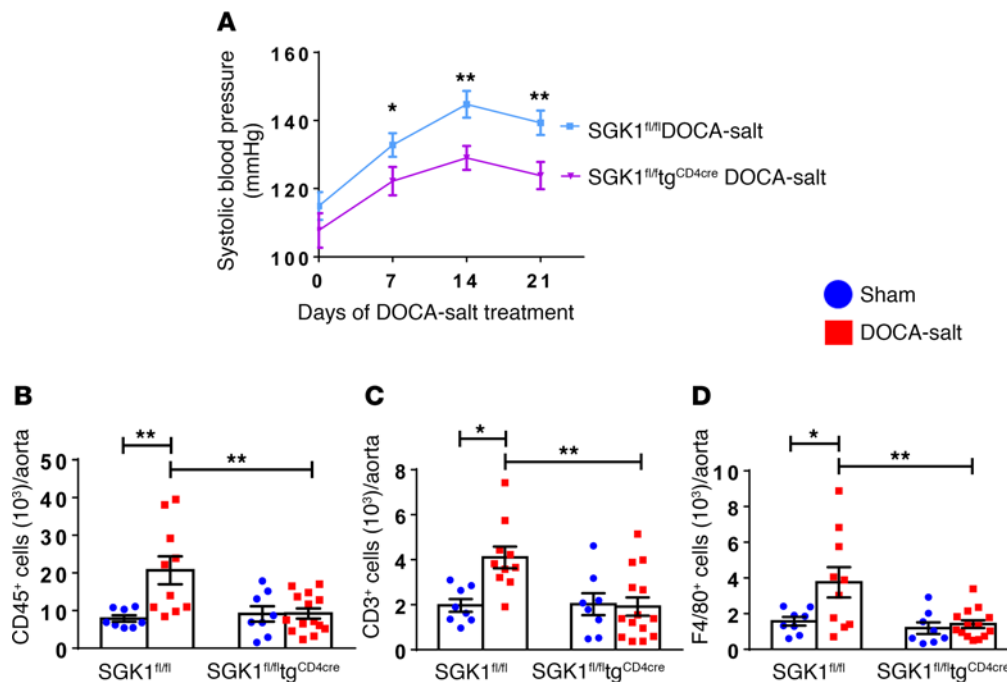 A
160
140
120
100
Systolic blood pressure
(mmHg)
*
**
**
0 7 14 21
Days of DOCA-salt treatment
SGK1fl/flDOCA-salt
SGK1fl/fltgCD4cre DOCA-salt
Sham
DOCA-salt
B
**
**
50
40
30
20
10
0
CD45+ cells (10³)/aorta
SGK1fl/fl SGK1fl/fltgCD4cre
C
*
**
8
6
4
2
0
CD3+ cells (10³)/aorta
SGK1fl/fl SGK1fl/fltgCD4cre
D
*
**
10
8
6
4
2
0
F4/80+ cells (10³)/aorta
SGK1fl/fl SGK1fl/fltgCD4cre